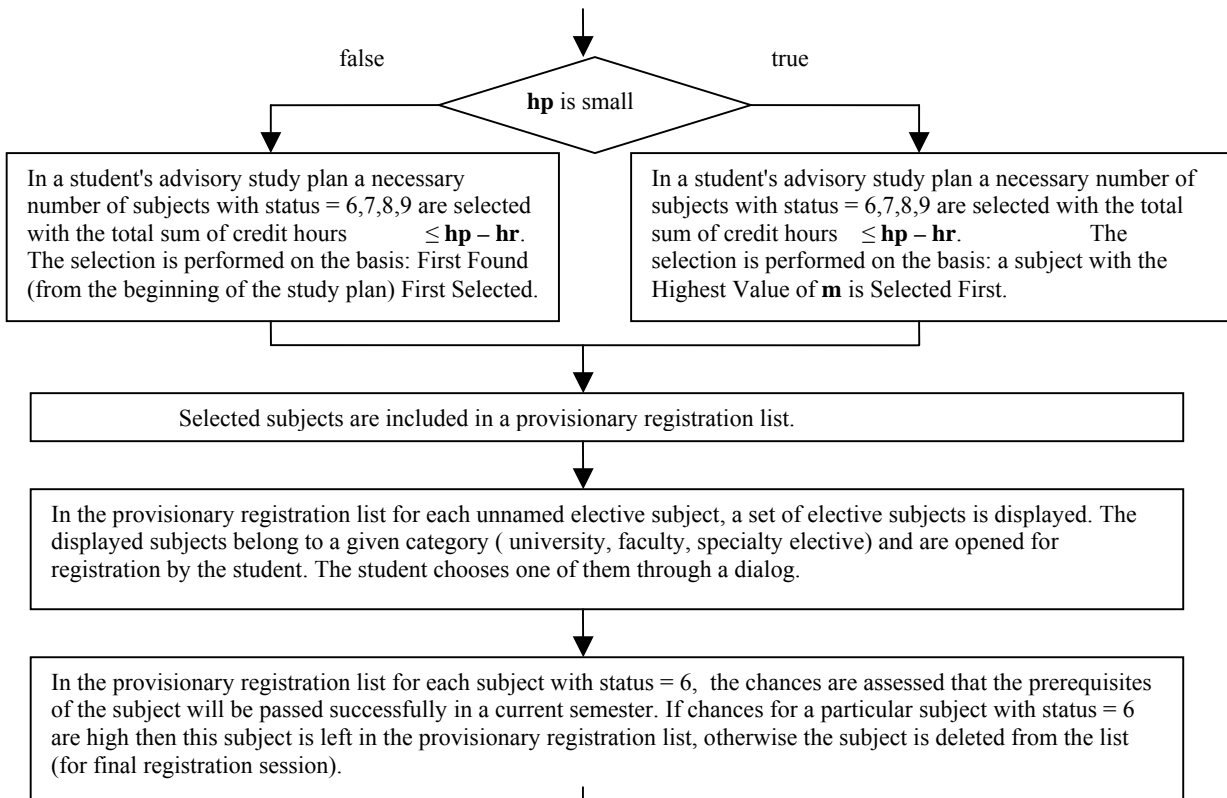 false
true
hp is small
In a student's advisory study plan a necessary
number of subjects with status = 6,7,8,9 are selected
with the total sum of credit hours ≤ hp – hr.
The selection is performed on the basis: First Found
(from the beginning of the study plan) First Selected.
In a student's advisory study plan a necessary number of
subjects with status = 6,7,8,9 are selected with the total
sum of credit hours ≤ hp – hr. The
selection is performed on the basis: a subject with the
Highest Value of m is Selected First.
Selected subjects are included in a provisionary registration list.
In the provisionary registration list for each unnamed elective subject, a set of elective subjects is displayed. The
displayed subjects belong to a given category ( university, faculty, specialty elective) and are opened for
registration by the student. The student chooses one of them through a dialog.
In the provisionary registration list for each subject with status = 6, the chances are assessed that the prerequisites
of the subject will be passed successfully in a current semester. If chances for a particular subject with status = 6
are high then this subject is left in the provisionary registration list, otherwise the subject is deleted from the list
(for final registration session).